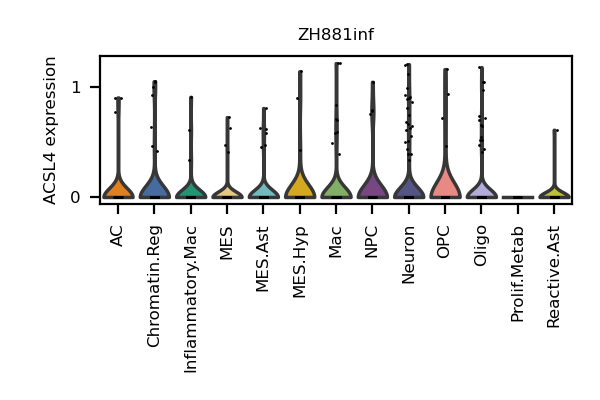 ZH881inf
ACSL4 expression
1
0
AC
Chromatin.Reg
Inflammatory.Mac
MES
MES.Ast
MES.Hyp
Mac
NPC
Neuron
OPC
Oligo
Prolif.Metab
Reactive.Ast